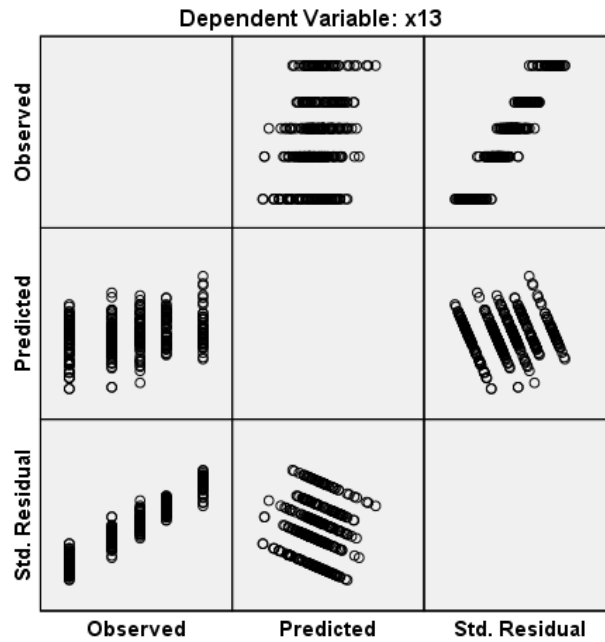 Dependent Variable: x13
Observed
Predicted
Std. Residual
Observed
Predicted
Std. Residual